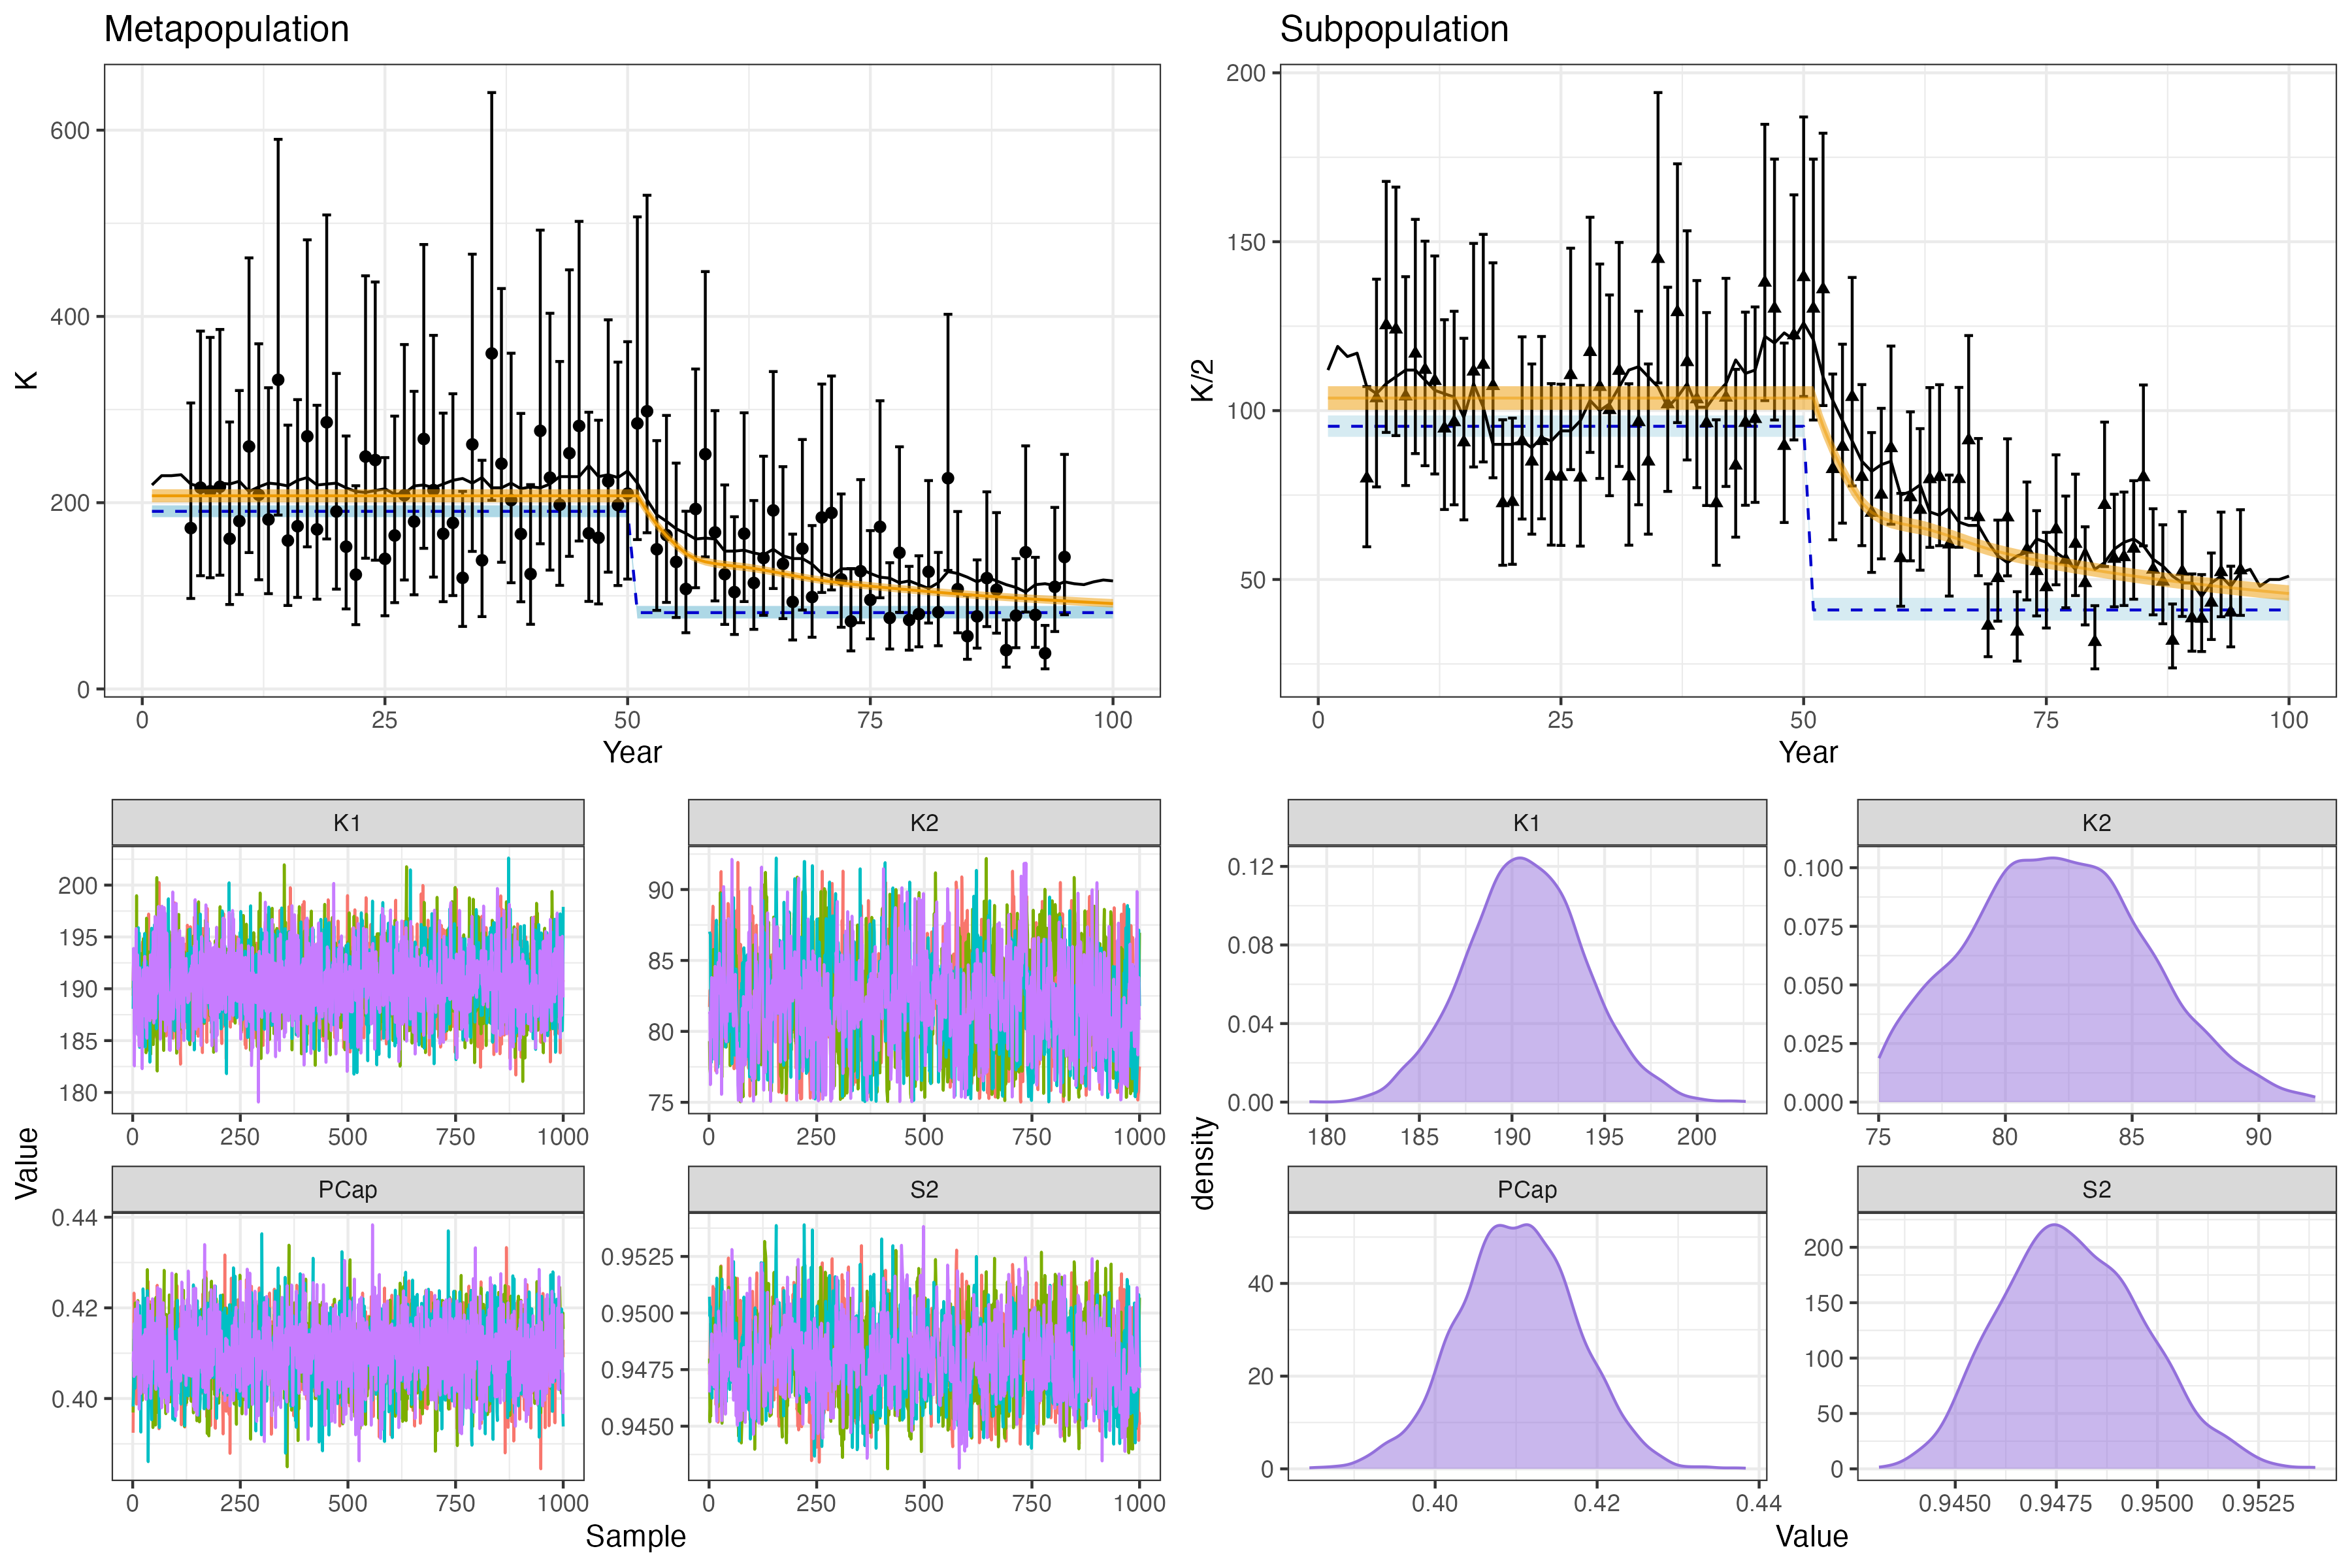 Metapopulation
K
600
400
200
0
0 25 50 75 100
Year
Subpopulation
K/2
200
150
100
50
0 25 50 75 100
Year
Value
K1
200
195
190
185
180
0 250 500 750 1000
K2
90
85
80
75
0 250 500 750 1000
PCap
0.44
0.42
0.40
0 250 500 750 1000
S2
0.9525
0.9500
0.9475
0.9450
0 250 500 750 1000
Sample
density
K1
0.12
0.08
0.04
0.00
180 185 190 195 200
K2
0.100
0.075
0.050
0.025
0.000
75 80 85 90
PCap
40
20
0
0.40 0.42 0.44
S2
200
150
100
50
0
0.9450 0.9475 0.9500 0.9525
Value